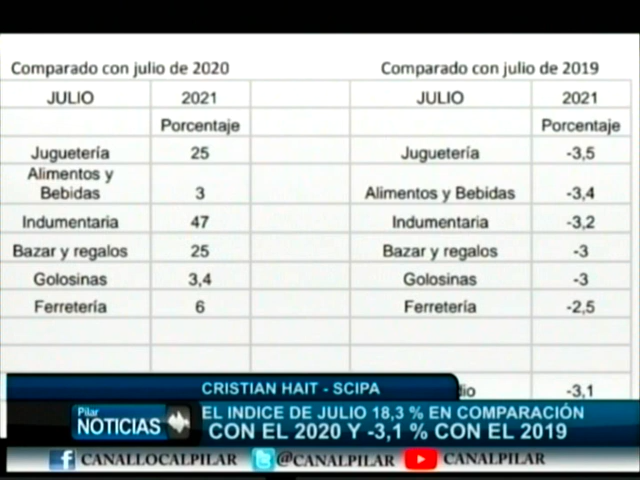 Comparado con julio de 2020 Comparado con julio de 2019
JULIO 2021 JULIO 2021
Porcentaje Porcentaje
Juguetería 25 Juguetería -3,5
Alimentos y
Bebidas 3 Alimentos y Bebidas -3,4
Indumentaria 47 Indumentaria -3,2
Bazar y regalos 25 Bazar y regalos -3
Golosinas 3,4 Golosinas -3
Ferretería 6 Ferretería -2,5
-3,1
CRISTIAN HAIT - SCIPA
Pilar
NOTICIAS
EL INDICE DE JULIO 18,3 % EN COMPARACIÓN
CON EL 2020 Y -3,1 % CON EL 2019
CANALLOCALPILAR @CANALPILAR CANALPILAR